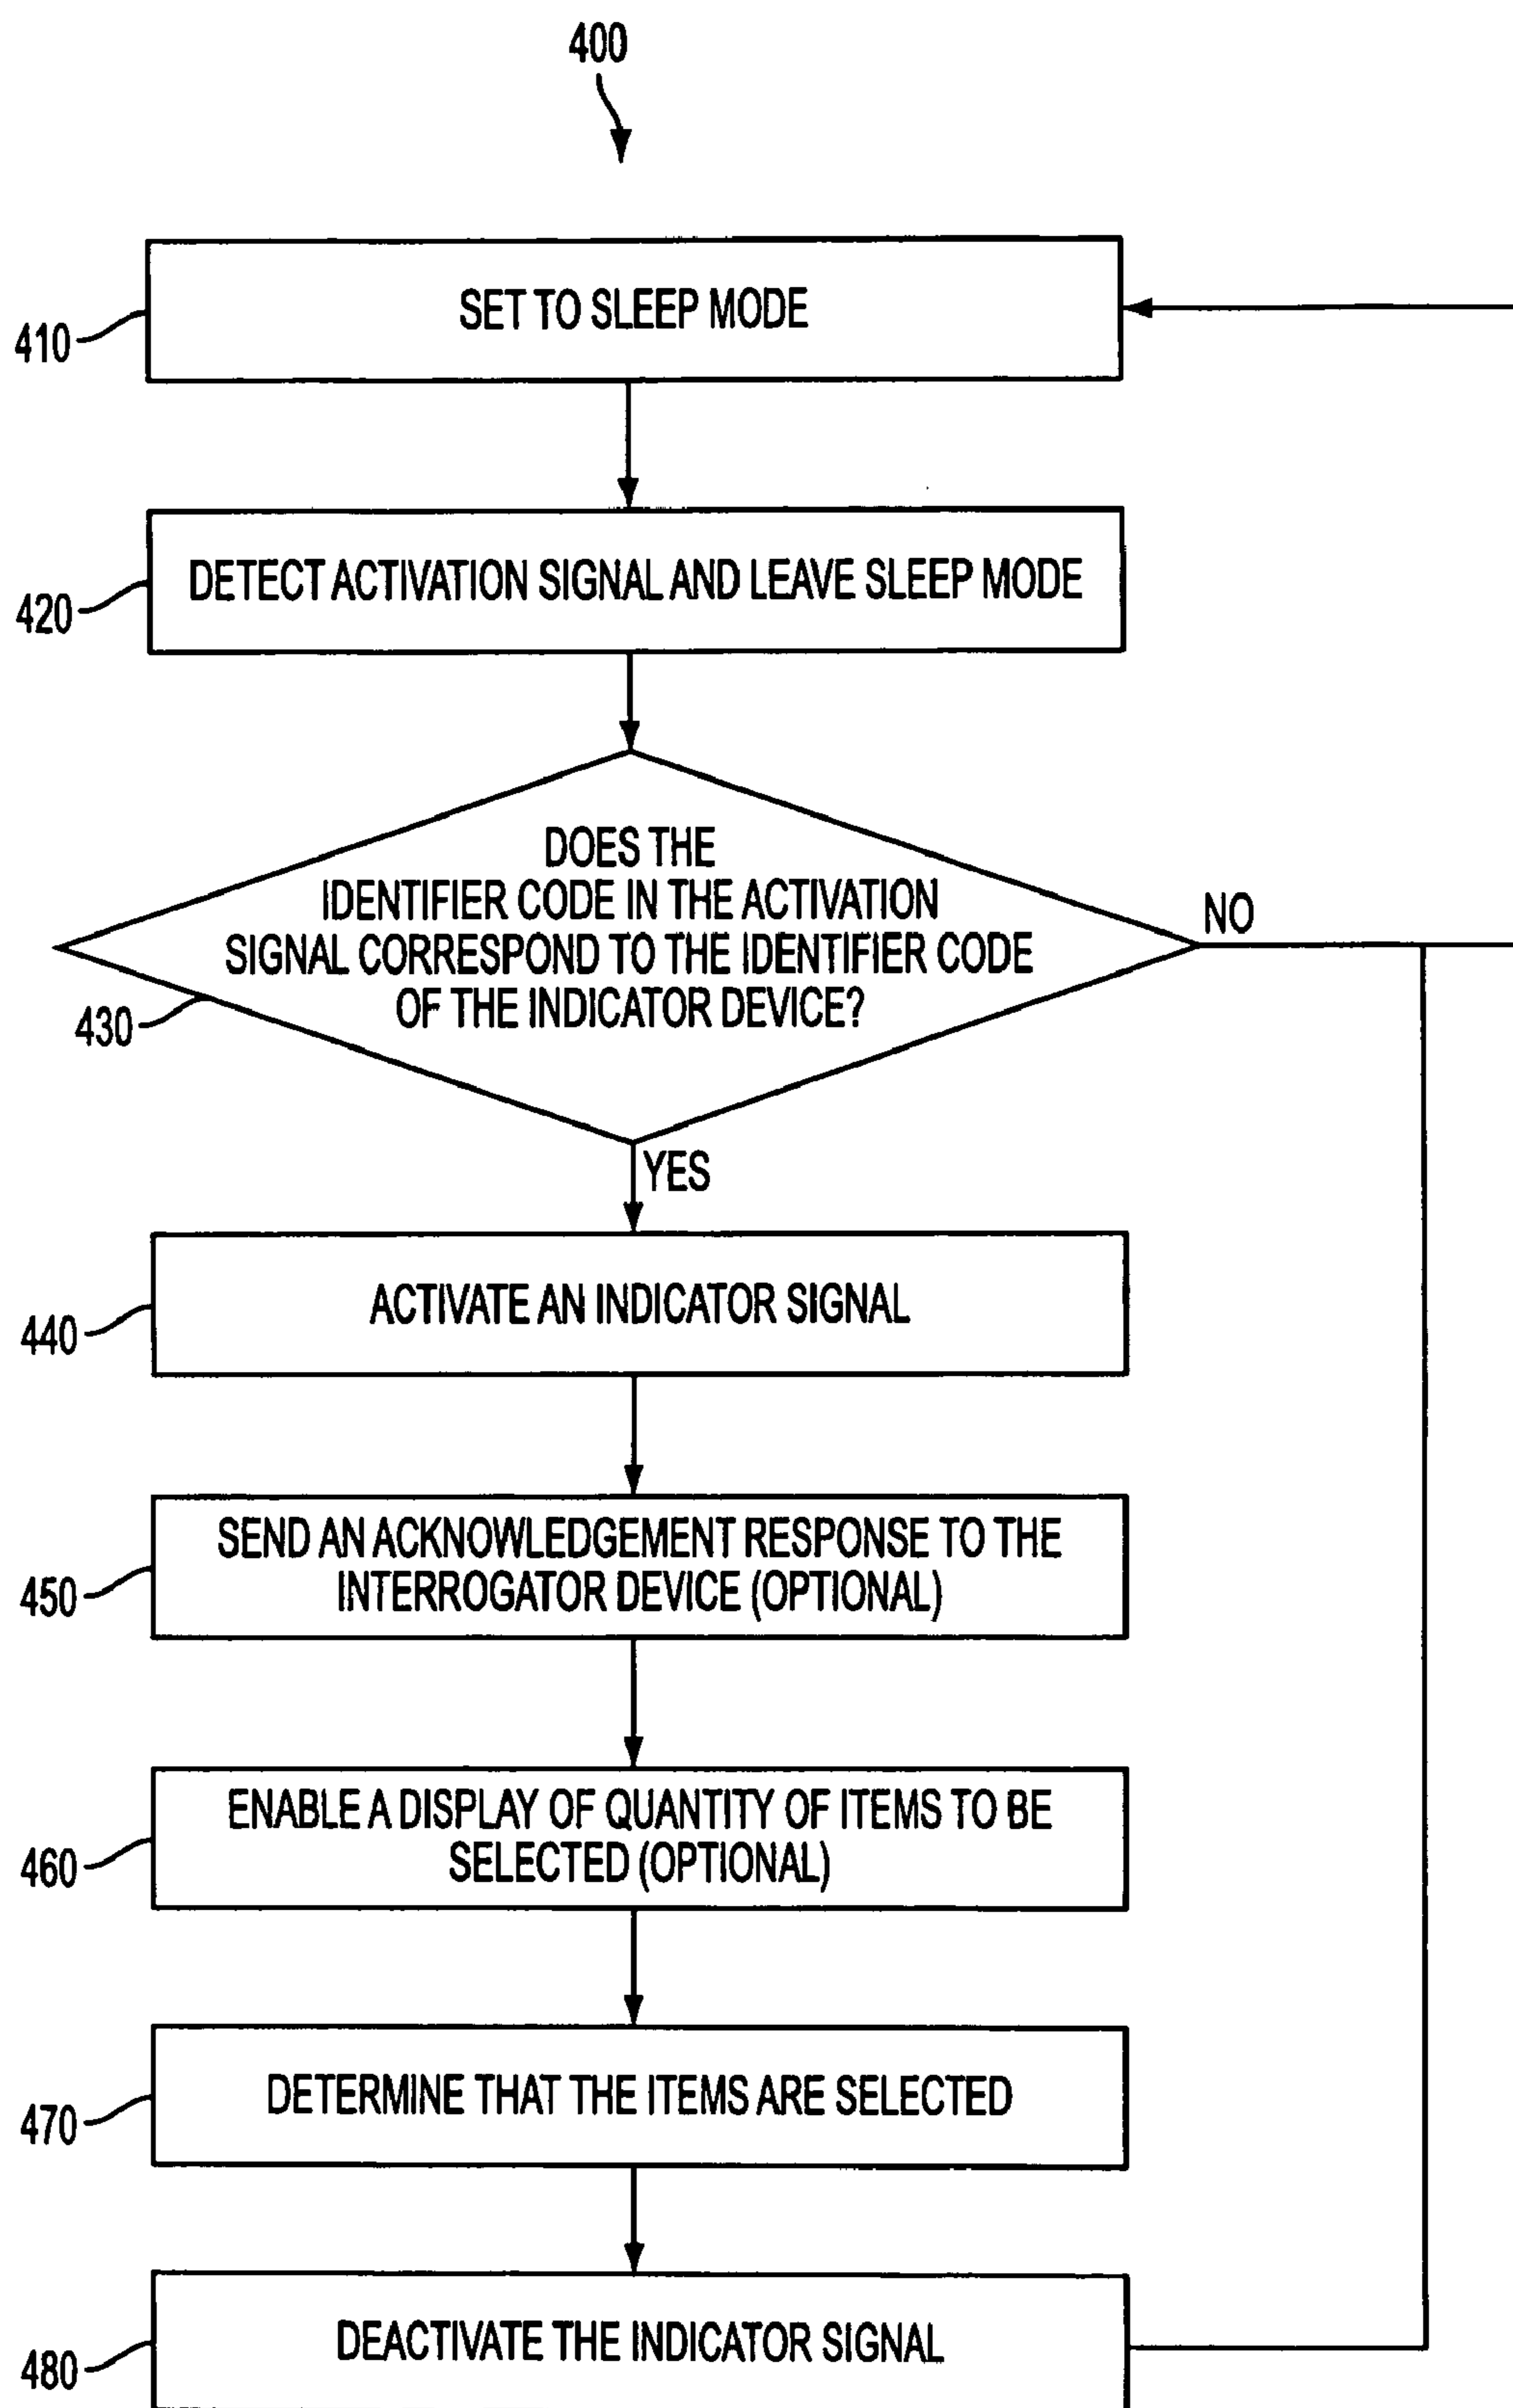 400
SET TO SLEEP MODE
410
DETECT ACTIVATION SIGNAL AND LEAVE SLEEP MODE
420
DOES THE
IDENTIFIER CODE IN THE ACTIVATION
SIGNAL CORRESPOND TO THE IDENTIFIER CODE
OF THE INDICATOR DEVICE?
NO
430
YES
ACTIVATE AN INDICATOR SIGNAL
440
SEND AN ACKNOWLEDGEMENT RESPONSE TO THE
INTERROGATOR DEVICE (OPTIONAL)
450
ENABLE A DISPLAY OF QUANTITY OF ITEMS TO BE
SELECTED (OPTIONAL)
460
DETERMINE THAT THE ITEMS ARE SELECTED
470
DEACTIVATE THE INDICATOR SIGNAL
480